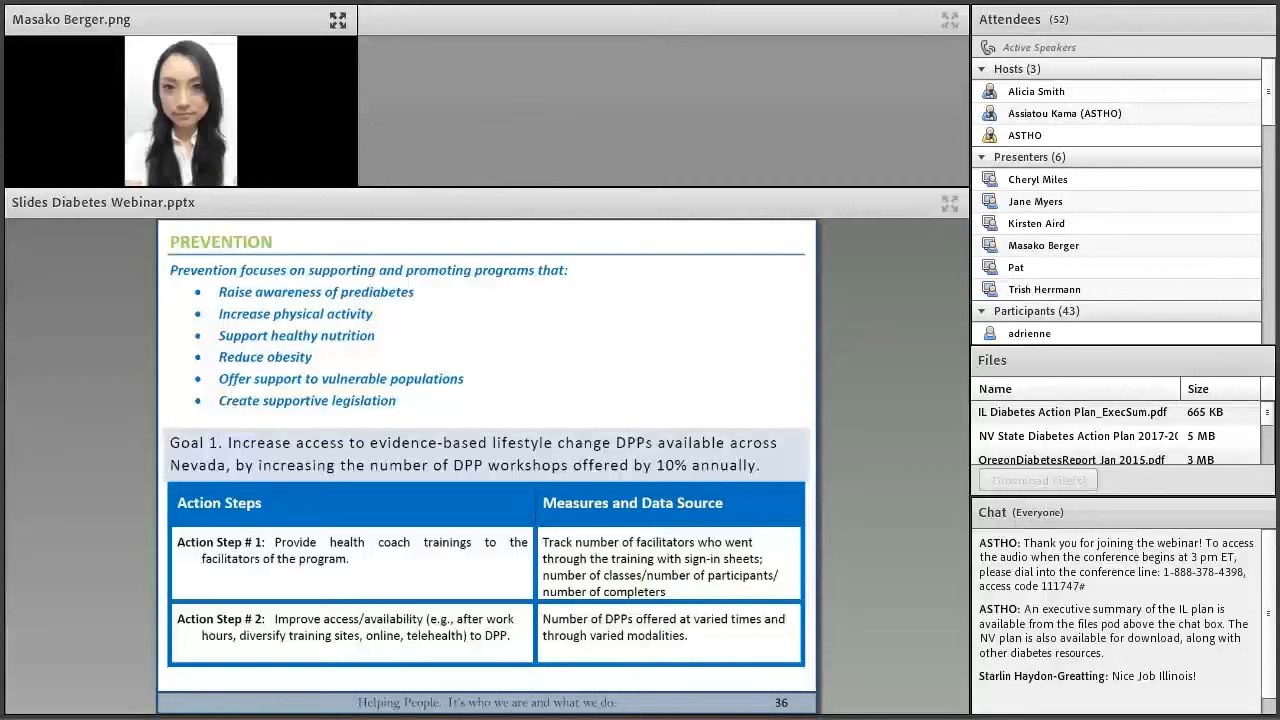 Masako Berger.png
Slides Diabetes Webinar.pptx
PREVENTION
Prevention focuses on supporting and promoting programs that:
• Raise awareness of prediabetes
• Increase physical activity
• Support healthy nutrition
• Reduce obesity
• Offer support to vulnerable populations
• Create supportive legislation
Goal 1. Increase access to evidence-based lifestyle change DPPs available across
Nevada, by increasing the number of DPP workshops offered by 10% annually.
Action Steps
Measures and Data Source
Action Step # 1: Provide health coach trainings to the
facilitators of the program.
Track number of facilitators who went
through the training with sign-in sheets;
number of classes/number of participants/
number of completers
Action Step # 2: Improve access/availability (e.g., after work
hours, diversify training sites, online, telehealth) to DPP.
Number of DPPs offered at varied times and
through varied modalities.
Helping People. It's who we are and what we do.
36
Attendees (52)
Active Speakers
Hosts (3)
Alicia Smith
Assiatou Kama (ASTHO)
ASTHO
Presenters (6)
Cheryl Miles
Jane Myers
Kirsten Aird
Masako Berger
Pat
Trish Herrmann
Participants (43)
adrienne
Files
Name Size
IL Diabetes Action Plan_ExecSum.pdf 665 KB
NV State Diabetes Action Plan 2017-20 5 MB
OregonDiabetesReport Jan 2015.pdf 3 MB
Download File(s)
Chat (Everyone)
ASTHO: Thank you for joining the webinar! To access
the audio when the conference begins at 3 pm ET,
please dial into the conference line: 1-888-378-4398,
access code 111747#
ASTHO: An executive summary of the IL plan is
available from the files pod above the chat box. The
NV plan is also available for download, along with
other diabetes resources.
Starlin Haydon-Greatting: Nice Job Illinois!